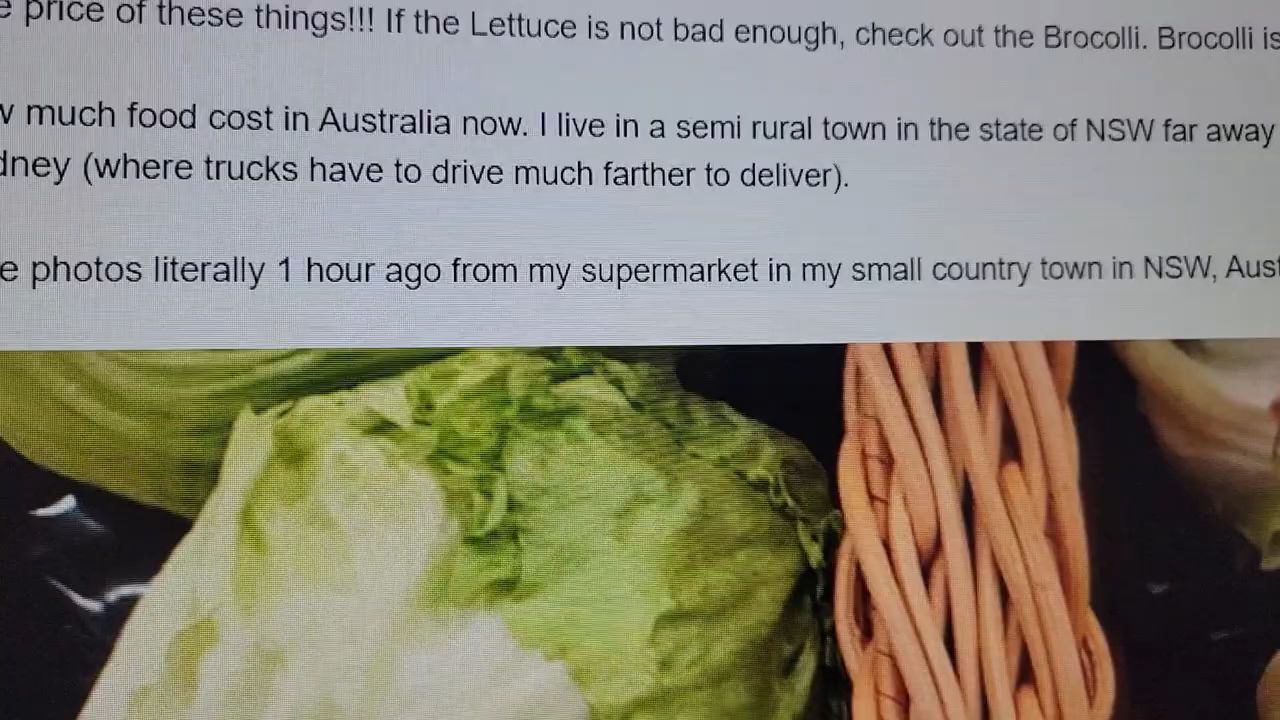 price of these things!!! If the Lettuce is not bad enough, check out the Brocolli. Brocolli is
much food cost in Australia now. I live in a semi rural town in the state of NSW far away
(where trucks have to drive much farther to deliver).
photos literally 1 hour ago from my supermarket in my small country town in NSW,